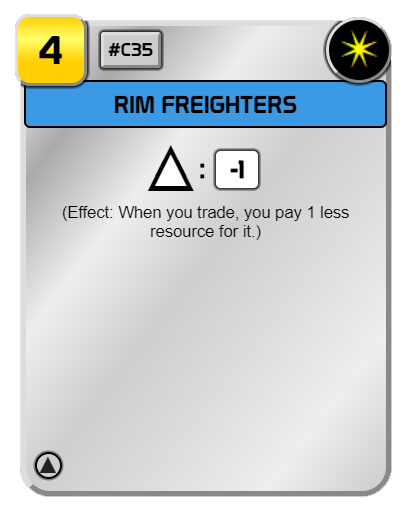 4
#C35
RIM FREIGHTERS
: -1
(Effect: When you trade, you pay 1 less
resource for it.)